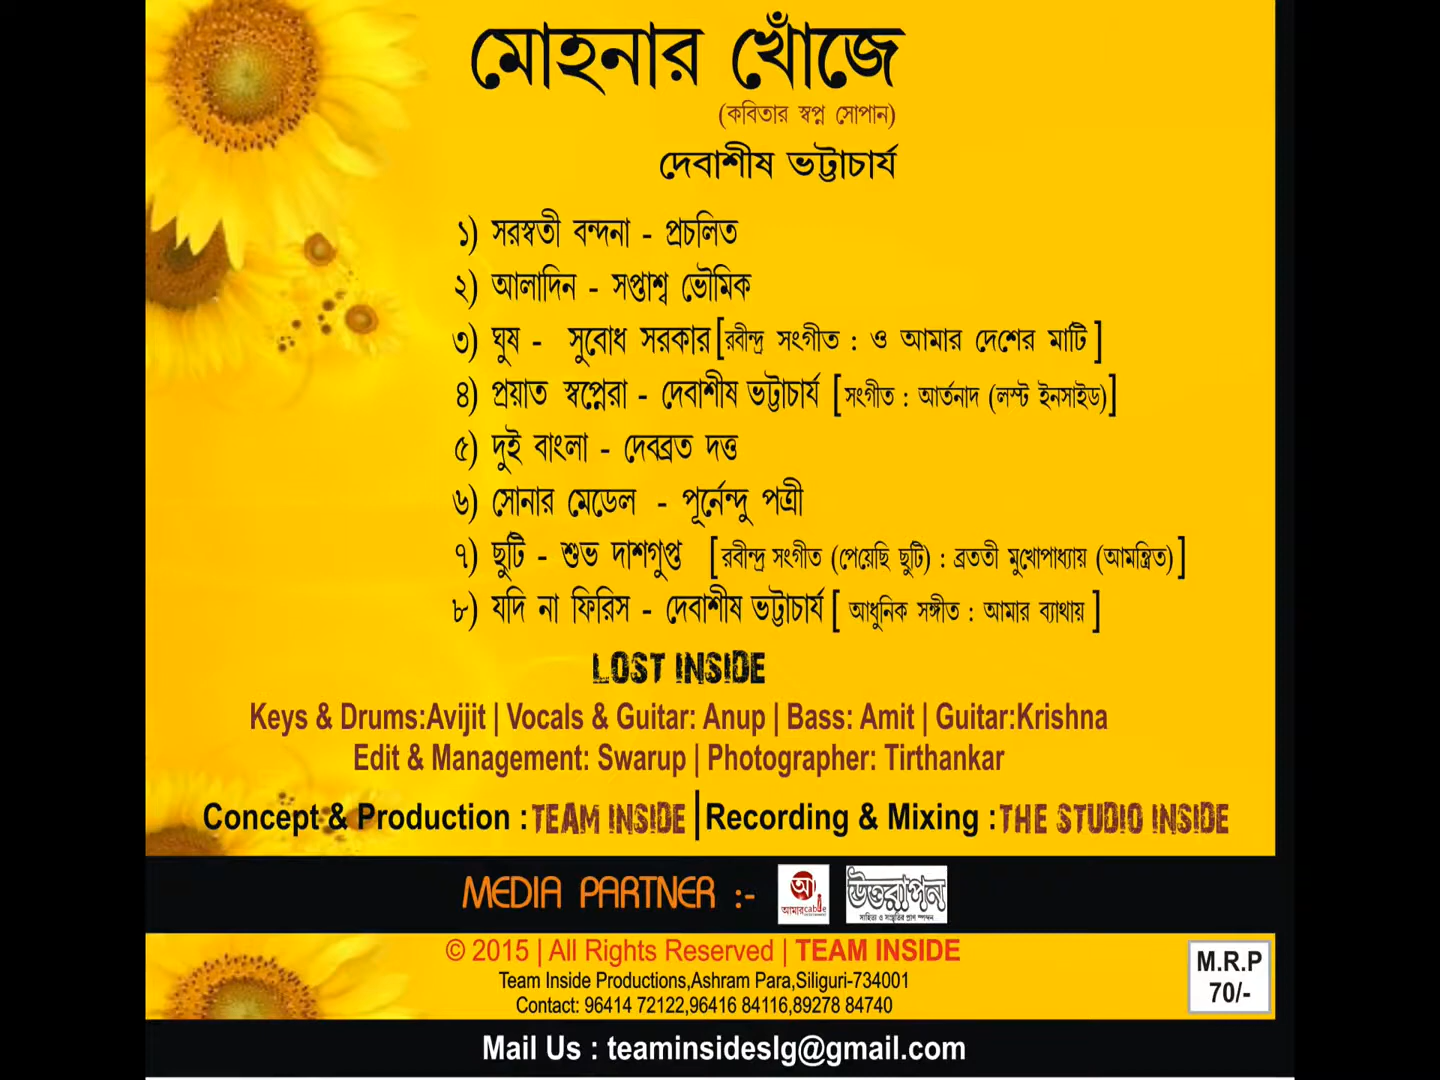 মোহনার খোঁজে
(কবিতার স্বপ্ন সোপান)
দেবাশীষ ভট্টাচার্য
১) সরস্বতী বন্দনা - প্রচলিত
২) আলাদিন - সপ্তাশ্ব ভৌমিক
৩) ঘুষ - সুবোধ সরকার [রবীন্দ্র সংগীত : ও আমার দেশের মাটি]
৪) প্রয়াত স্বপ্নেরা - দেবাশীষ ভট্টাচার্য [সংগীত : আর্তনাদ (লস্ট ইনসাইড)]
৫) দুই বাংলা - দেবব্রত দত্ত
৬) সোনার মেডেল - পূর্নেন্দু পত্রী
৭) ছুটি - শুভ দাশগুপ্ত [রবীন্দ্র সংগীত (পেয়েছি ছুটি) : ব্রততী মুখোপাধ্যায় (আমন্ত্রিত)]
৮) যদি না ফিরিস - দেবাশীষ ভট্টাচার্য [আধুনিক সঙ্গীত : আমার ব্যাথায়]
LOST INSIDE
Keys & Drums:Avijit | Vocals & Guitar: Anup | Bass: Amit | Guitar:Krishna
Edit & Management: Swarup | Photographer: Tirthankar
Concept & Production : TEAM INSIDE | Recording & Mixing : THE STUDIO INSIDE
MEDIA PARTNER :- আ আমারcable উত্তরাপন
সাহিত্য ও সংস্কৃতির প্রাণ স্পন্দন
© 2015 | All Rights Reserved | TEAM INSIDE
Team Inside Productions,Ashram Para,Siliguri-734001
Contact: 96414 72122,96416 84116,89278 84740
M.R.P
70/-
Mail Us : teaminsideslg@gmail.com